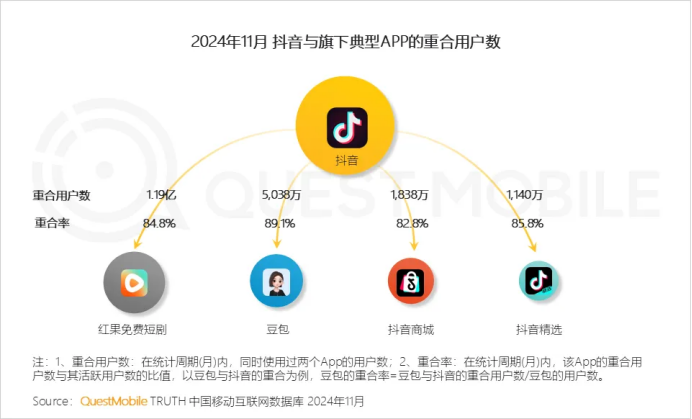 2024年11月 抖音与旗下典型APP的重合用户数
抖音
重合用户数 1.19亿 5,038万 1,838万 1,140万
重合率 84.8% 89.1% 82.8% 85.8%
QUEST MOBILE
红果免费短剧 豆包 抖音商城 抖音精选
注：1、重合用户数：在统计周期(月)内，同时使用过两个App的用户数；2、重合率：在统计周期(月)内，该App的重合用
户数与其活跃用户数的比值，以豆包与抖音的重合为例，豆包的重合率=豆包与抖音的重合用户数/豆包的用户数。
Source：QuestMobile TRUTH 中国移动互联网数据库 2024年11月